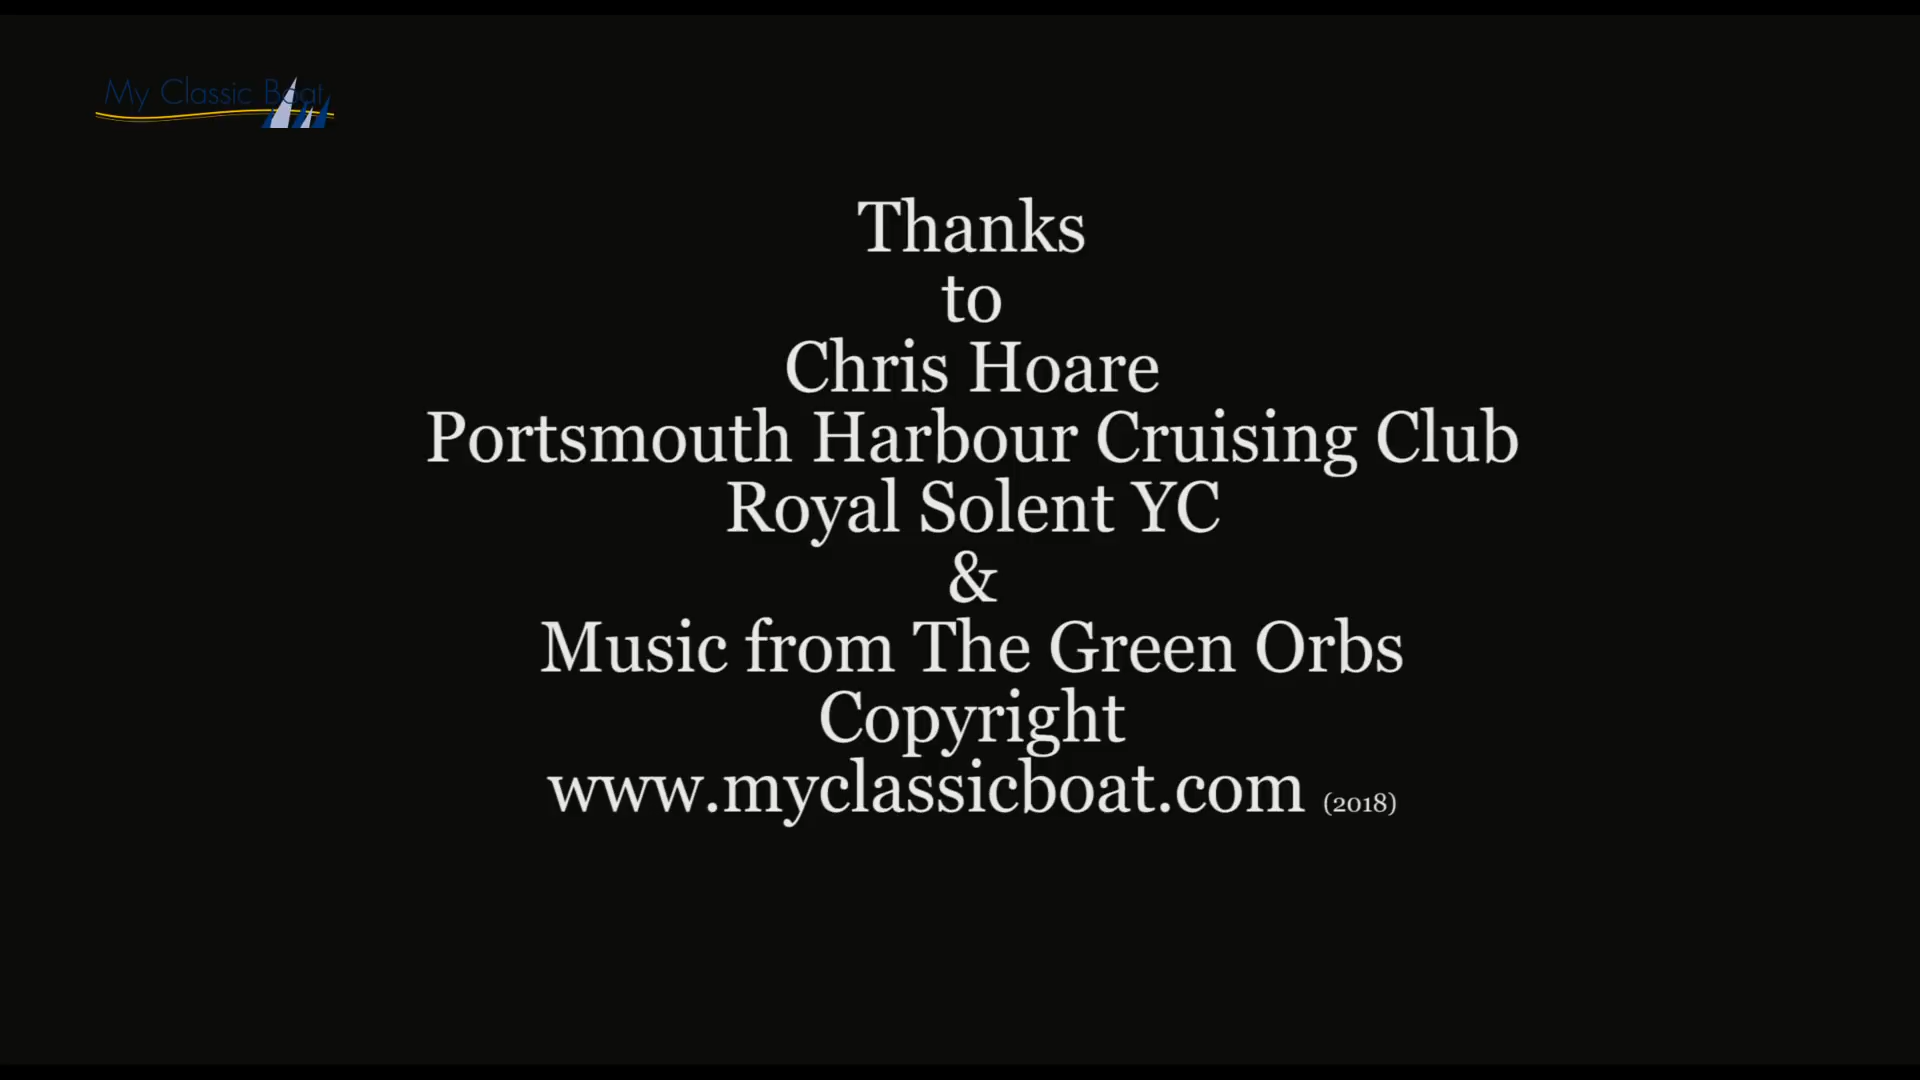 My Classic Boat
Thanks
to
Chris Hoare
Portsmouth Harbour Cruising Club
Royal Solent YC
&
Music from The Green Orbs
Copyright
www.myclassicboat.com (2018)